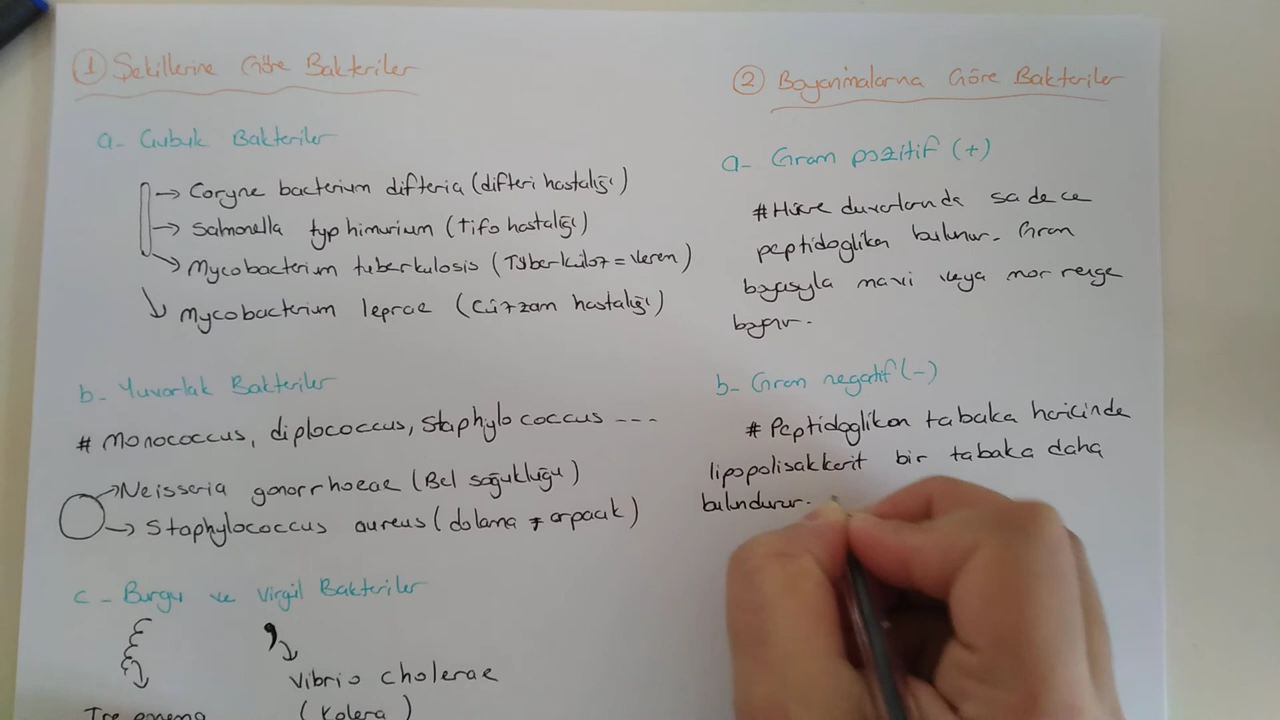 1 Şekillerine Göre Bakteriler
a- Çubuk Bakteriler
→ Coryne bacterium difteria (difteri hastalığı)
→ Salmonella typhimurium (Tifo hastalığı)
→ Mycobacterium tuberkulosis (Tüberküloz = Verem)
→ Mycobacterium leprae (Cüzzam hastalığı)
b- Yuvarlak Bakteriler
# Monococcus, diplococcus, staphylococcus ---
→ Neisseria gonorrhoeae (Bel soğukluğu)
→ Staphylococcus aureus (dolama arpacık)
c- Burgu ve Virgül Bakteriler
Vibrio cholerae
(Kolera)
2 Boyanmalarına Göre Bakteriler
a- Gram pozitif (+)
# Hücre duvarlarında sadece
peptidoglikan bulunur. Gram
boyasıyla mavi veya mor renge
boyanır.
b- Gram negatif (-)
# Peptidoglikan tabaka haricinde
lipopolisakkarit bir tabaka daha
bulundurur.